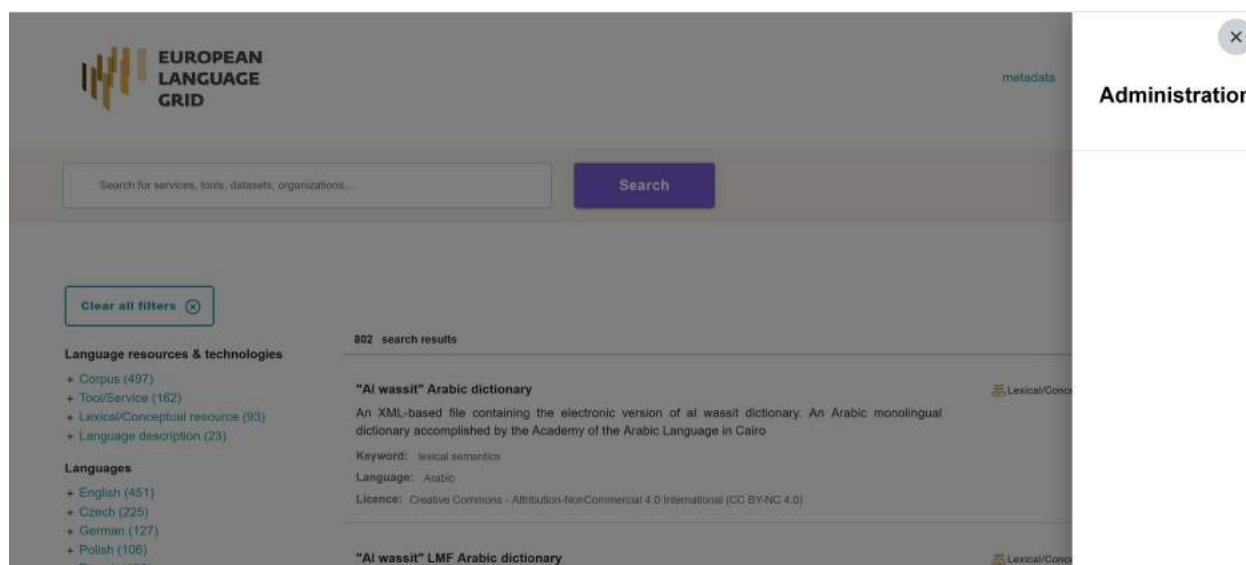 EUROPEAN
LANGUAGE
GRID
metadata
Administration
Search for services, tools, datasets, organizations...
Search
Clear all filters
802 search results
Language resources & technologies
+ Corpus (497)
+ Tool/Service (162)
+ Lexical/Conceptual resource (93)
+ Language description (23)
Languages
+ English (451)
+ Czech (225)
+ German (127)
+ Polish (106)
"Al wassit" Arabic dictionary
Lexical/Conce
An XML-based file containing the electronic version of al wassit dictionary. An Arabic monolingual
dictionary accomplished by the Academy of the Arabic Language in Cairo
Keyword: lexical semantics
Language: Arabic
Licence: Creative Commons - Attribution-NonCommercial 4.0 International (CC BY-NC 4.0)
"Al wassit" LMF Arabic dictionary
Lexical/Conce